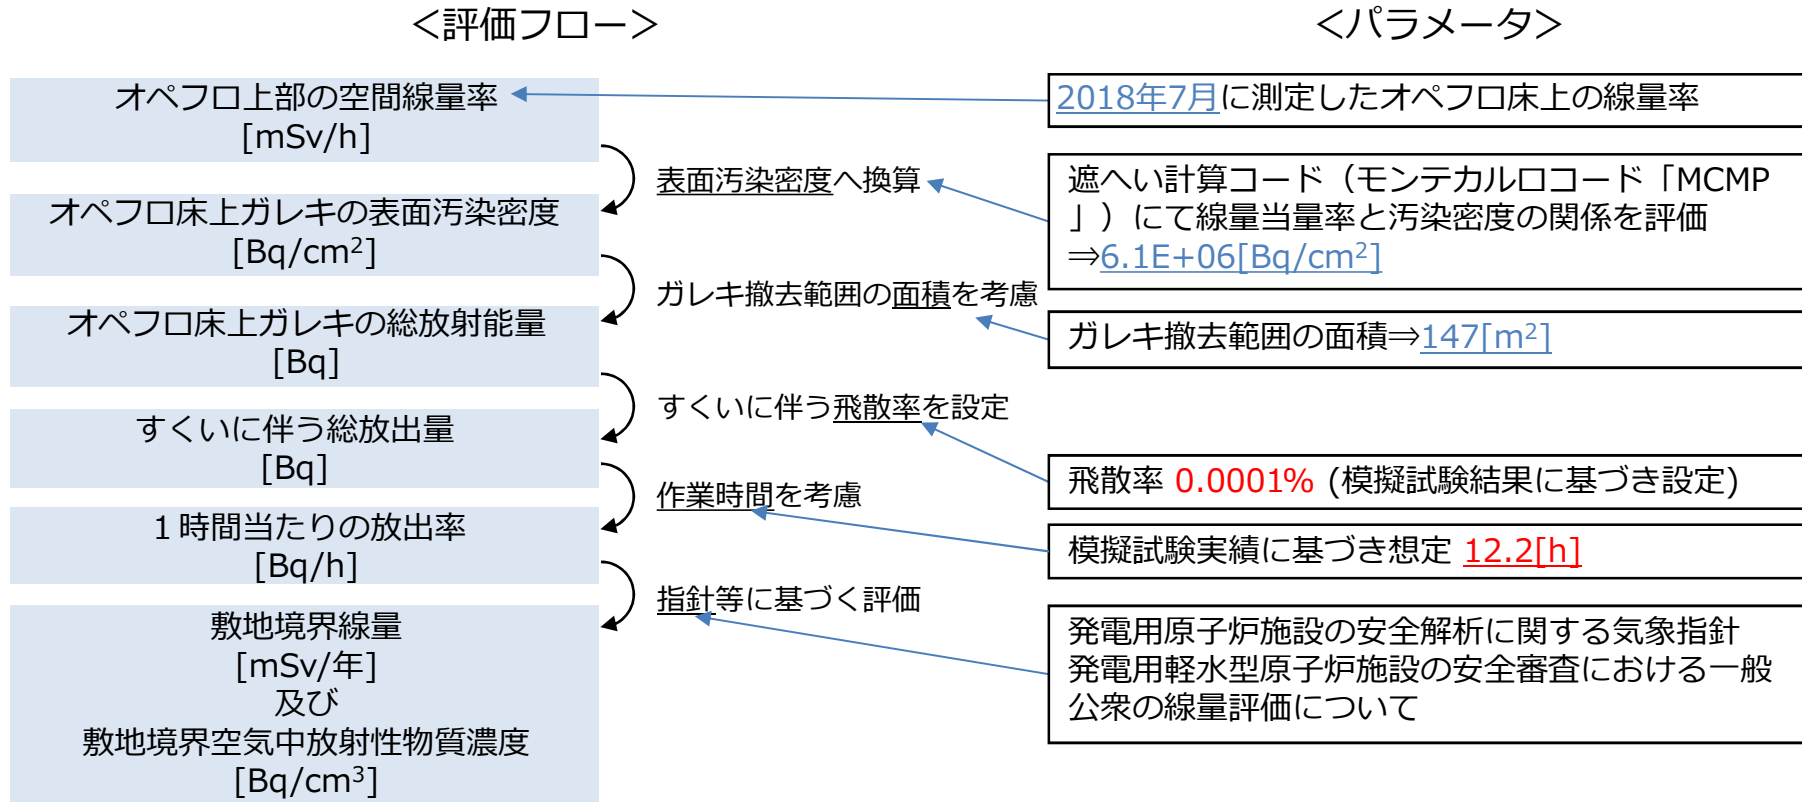 ＜評価フロー＞
＜パラメータ＞
オペフロ上部の空間線量率
[mSv/h]
2018年7月に測定したオペフロ床上の線量率
表面汚染密度へ換算
遮へい計算コード（モンテカルロコード「MCMP
」）にて線量当量率と汚染密度の関係を評価
⇒6.1E+06[Bq/cm²]
オペフロ床上ガレキの表面汚染密度
[Bq/cm²]
ガレキ撤去範囲の面積を考慮
ガレキ撤去範囲の面積⇒147[m²]
オペフロ床上ガレキの総放射能量
[Bq]
すくいに伴う飛散率を設定
飛散率 0.0001% (模擬試験結果に基づき設定)
すくいに伴う総放出量
[Bq]
作業時間を考慮
模擬試験実績に基づき想定 12.2[h]
１時間当たりの放出率
[Bq/h]
指針等に基づく評価
発電用原子炉施設の安全解析に関する気象指針
発電用軽水型原子炉施設の安全審査における一般
公衆の線量評価について
敷地境界線量
[mSv/年]
及び
敷地境界空気中放射性物質濃度
[Bq/cm³]